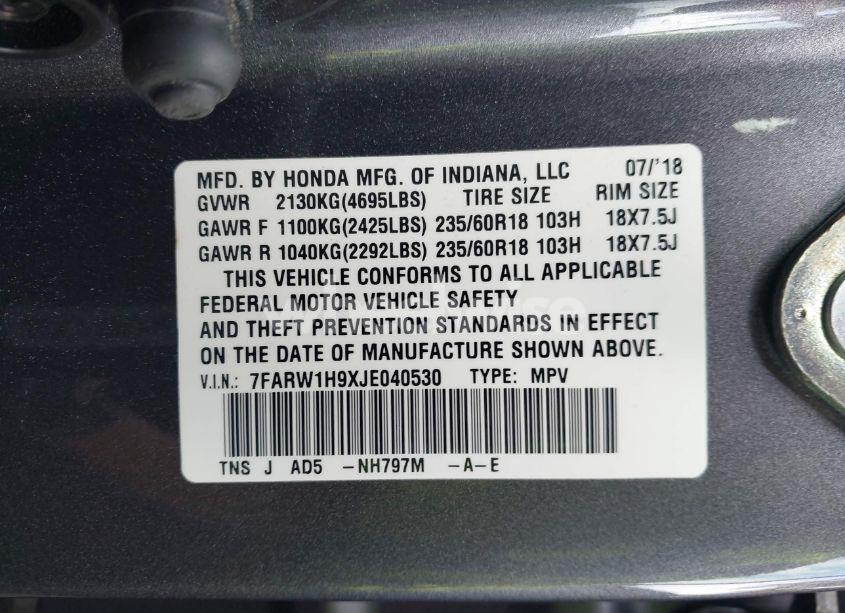 MFD. BY HONDA MFG. OF INDIANA, LLC 07/'18
GVWR 2130KG(4695LBS) TIRE SIZE RIM SIZE
GAWR F 1100KG(2425LBS) 235/60R18 103H 18X7.5J
GAWR R 1040KG(2292LBS) 235/60R18 103H 18X7.5J
THIS VEHICLE CONFORMS TO ALL APPLICABLE
FEDERAL MOTOR VEHICLE SAFETY
AND THEFT PREVENTION STANDARDS IN EFFECT
ON THE DATE OF MANUFACTURE SHOWN ABOVE.
V.I.N.: 7FARW1H9XJE040530 TYPE: MPV
TNS J AD5 -NH797M -A-E